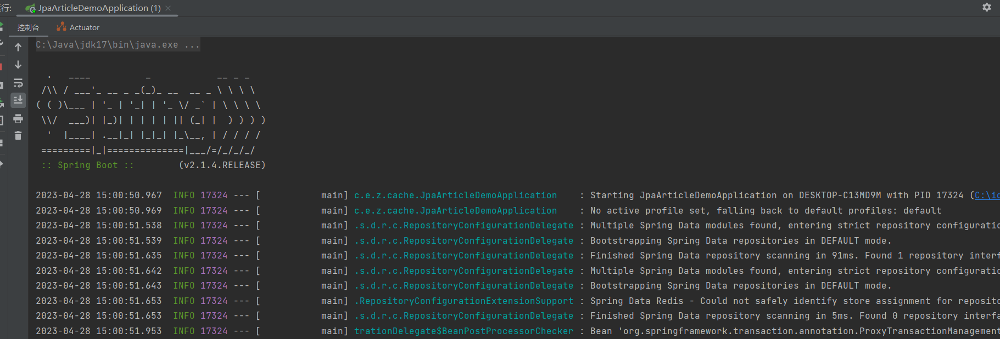 运行: JpaArticleDemoApplication (1)
控制台 Actuator
C:\Java\jdk17\bin\java.exe ...
  .   ____          _            __ _ _
 /\\ / ___'_ __ _ _(_)_ __  __ _ \ \ \ \
( ( )\___ | '_ | '_| | '_ \/ _` | \ \ \ \
 \\/  ___)| |_)| | | | | || (_| |  ) ) ) )
  '  |____| .__|_| |_|_| |_\__, | / / / /
 =========|_|==============|___/=/_/_/_/
 :: Spring Boot ::        (v2.1.4.RELEASE)
2023-04-28 15:00:50.967  INFO 17324 --- [           main] c.e.z.cache.JpaArticleDemoApplication    : Starting JpaArticleDemoApplication on DESKTOP-C13MD9M with PID 17324 (C:\id
2023-04-28 15:00:50.969  INFO 17324 --- [           main] c.e.z.cache.JpaArticleDemoApplication    : No active profile set, falling back to default profiles: default
2023-04-28 15:00:51.538  INFO 17324 --- [           main] .s.d.r.c.RepositoryConfigurationDelegate : Multiple Spring Data modules found, entering strict repository configuratio
2023-04-28 15:00:51.539  INFO 17324 --- [           main] .s.d.r.c.RepositoryConfigurationDelegate : Bootstrapping Spring Data repositories in DEFAULT mode.
2023-04-28 15:00:51.635  INFO 17324 --- [           main] .s.d.r.c.RepositoryConfigurationDelegate : Finished Spring Data repository scanning in 91ms. Found 1 repository interf
2023-04-28 15:00:51.642  INFO 17324 --- [           main] .s.d.r.c.RepositoryConfigurationDelegate : Multiple Spring Data modules found, entering strict repository configuratio
2023-04-28 15:00:51.643  INFO 17324 --- [           main] .s.d.r.c.RepositoryConfigurationDelegate : Bootstrapping Spring Data repositories in DEFAULT mode.
2023-04-28 15:00:51.653  INFO 17324 --- [           main] .RepositoryConfigurationExtensionSupport : Spring Data Redis - Could not safely identify store assignment for reposito
2023-04-28 15:00:51.653  INFO 17324 --- [           main] .s.d.r.c.RepositoryConfigurationDelegate : Finished Spring Data repository scanning in 5ms. Found 0 repository interfa
2023-04-28 15:00:51.953  INFO 17324 --- [           main] trationDelegate$BeanPostProcessorChecker : Bean 'org.springframework.transaction.annotation.ProxyTransactionManagement